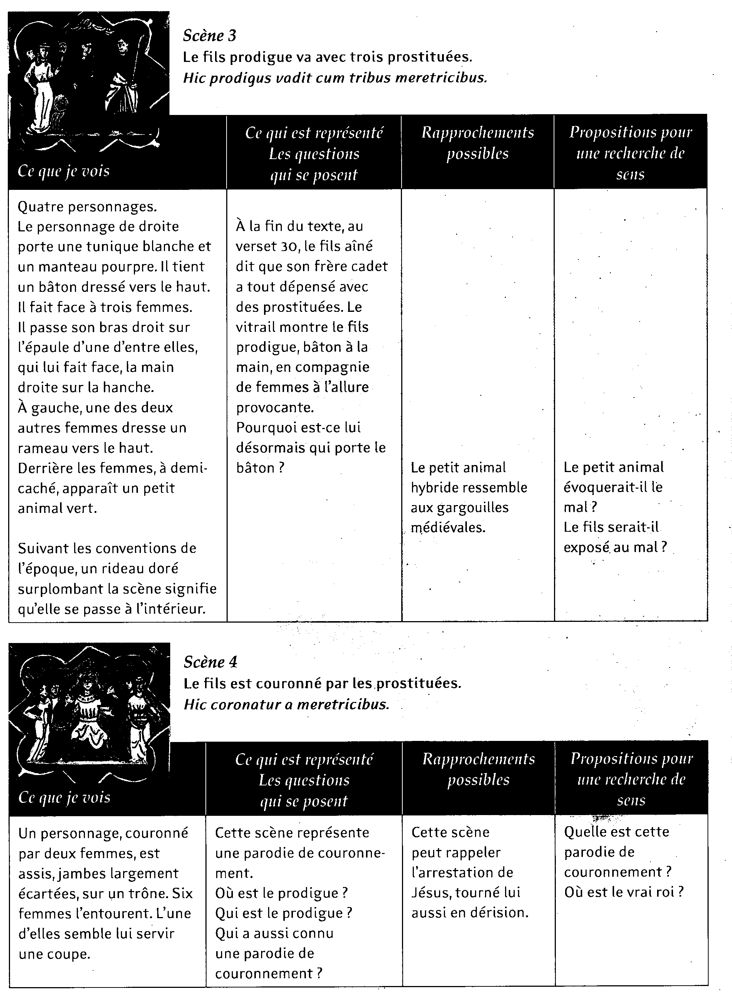 Scène 3
Le fils prodigue va avec trois prostituées.
Hic prodigus vadit cum tribus meretricibus.
Ce que je vois
Ce qui est représenté
Les questions
qui se posent
Rapprochements
possibles
Propositions pour
une recherche de
sens
Quatre personnages.
Le personnage de droite
porte une tunique blanche et
un manteau pourpre. Il tient
un bâton dressé vers le haut.
Il fait face à trois femmes.
Il passe son bras droit sur
l'épaule d'une d'entre elles,
qui lui fait face, la main
droite sur la hanche.
À gauche, une des deux
autres femmes dresse un
rameau vers le haut.
Derrière les femmes, à demi-
caché, apparaît un petit
animal vert.
Suivant les conventions de
l'époque, un rideau doré
surplombant la scène signifie
qu'elle se passe à l'intérieur.
À la fin du texte, au
verset 30, le fils aîné
dit que son frère cadet
a tout dépensé avec
des prostituées. Le
vitrail montre le fils
prodigue, bâton à la
main, en compagnie
de femmes à l'allure
provocante.
Pourquoi est-ce lui
désormais qui porte le
bâton ?
Le petit animal
hybride ressemble
aux gargouilles
médiévales.
Le petit animal
évoquerait-il le
mal ?
Le fils serait-il
exposé au mal ?
Scène 4
Le fils est couronné par les prostituées.
Hic coronatur a meretricibus.
Ce que je vois
Ce qui est représenté
Les questions
qui se posent
Rapprochements
possibles
Propositions pour
une recherche de
sens
Un personnage, couronné
par deux femmes, est
assis, jambes largement
écartées, sur un trône. Six
femmes l'entourent. L'une
d'elles semble lui servir
une coupe.
Cette scène représente
une parodie de couronne-
ment.
Où est le prodigue ?
Qui est le prodigue ?
Qui a aussi connu
une parodie de
couronnement ?
Cette scène
peut rappeler
l'arrestation de
Jésus, tourné lui
aussi en dérision.
Quelle est cette
parodie de
couronnement ?
Où est le vrai roi ?